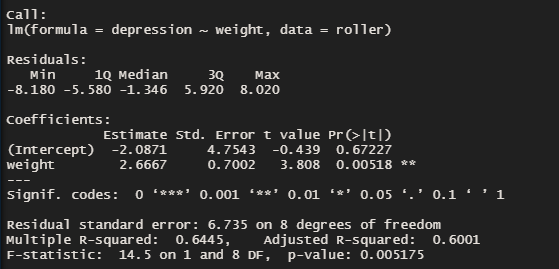 Call:
lm(formula = depression ~ weight, data = roller)
Residuals:
Min 1Q Median 3Q Max
-8.180 -5.580 -1.346 5.920 8.020
Coefficients:
Estimate Std. Error t value Pr(>|t|)
(Intercept) -2.0871 4.7543 -0.439 0.67227
weight 2.6667 0.7002 3.808 0.00518 **
---
Signif. codes: 0 ‘***’ 0.001 ‘**’ 0.01 ‘*’ 0.05 ‘.’ 0.1 ‘ ’ 1
Residual standard error: 6.735 on 8 degrees of freedom
Multiple R-squared: 0.6445, Adjusted R-squared: 0.6001
F-statistic: 14.5 on 1 and 8 DF, p-value: 0.005175